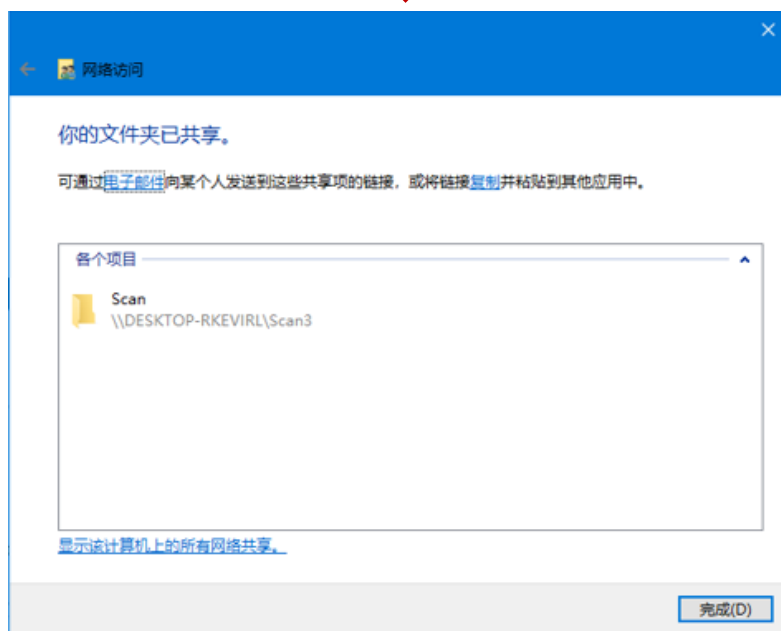 网络访问
你的文件夹已共享。
可通过电子邮件向某个人发送到这些共享项的链接，或将链接复制并粘贴到其他应用中。
各个项目
Scan
\\DESKTOP-RKEVIRL\Scan3
显示该计算机上的所有网络共享。
完成(D)